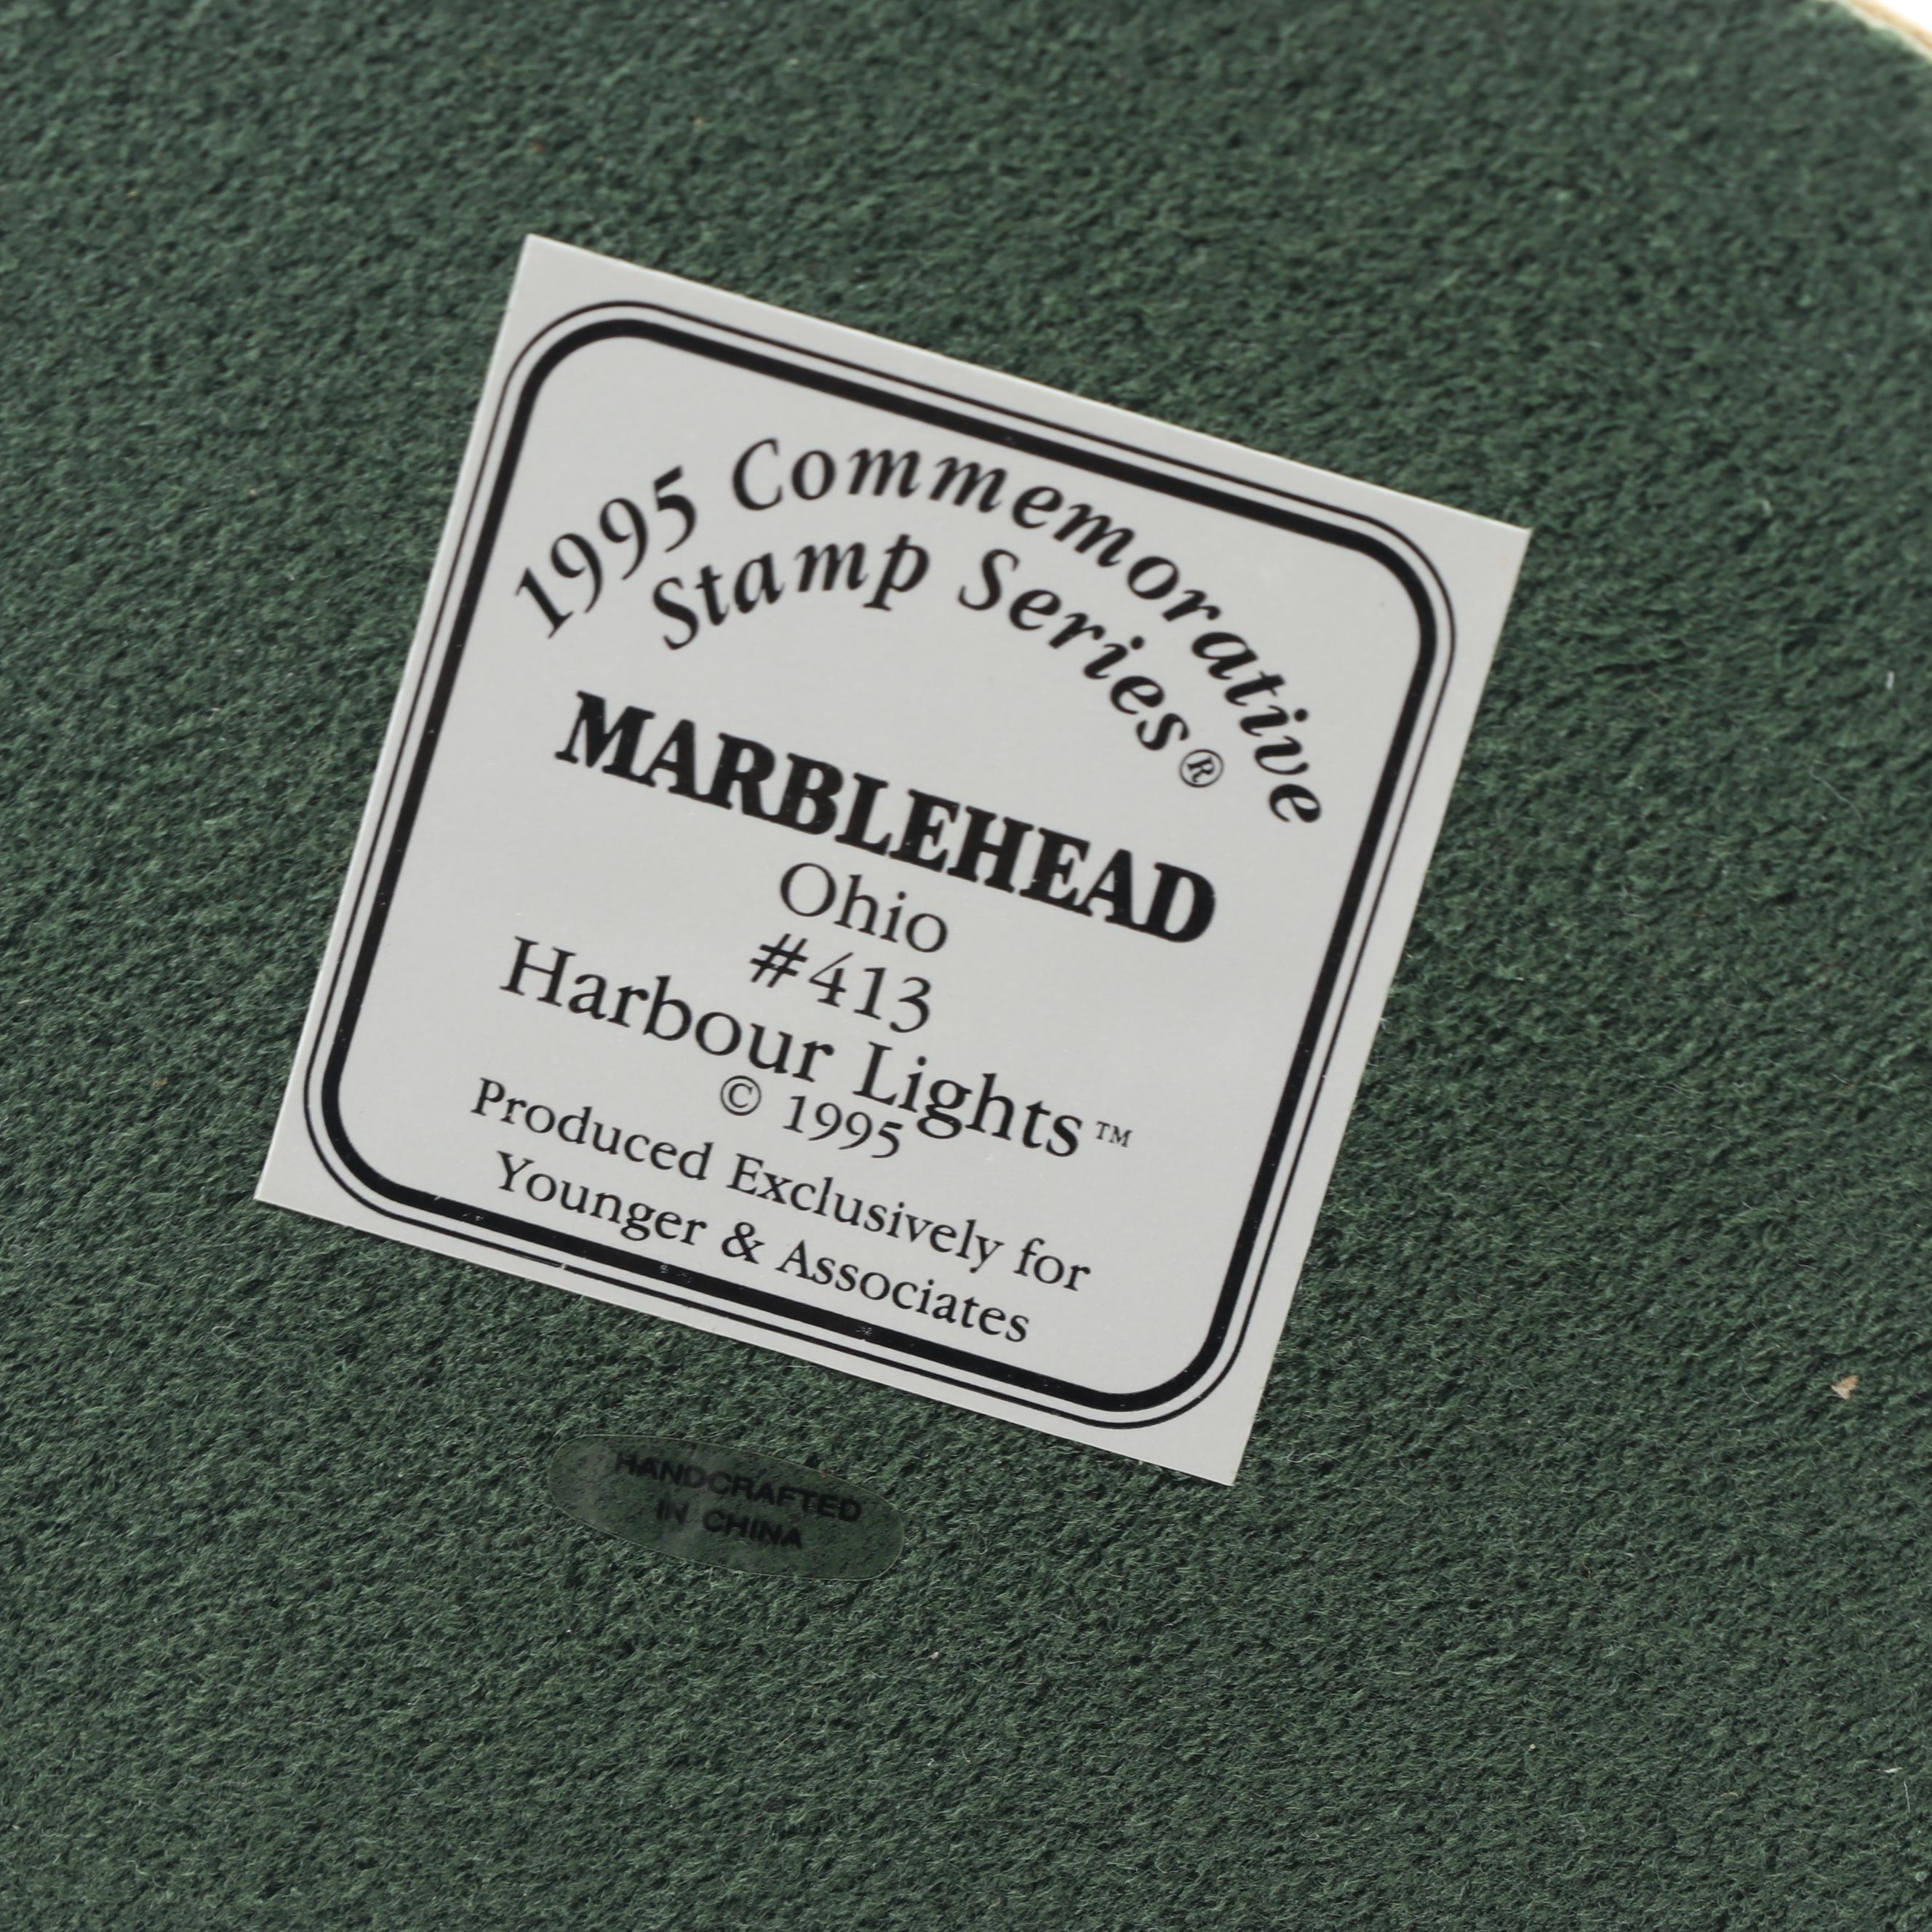 1995 Commemorative
Stamp Series®
MARBLEHEAD
Ohio
#413
Harbour Lights™
© 1995
Produced Exclusively for
Younger & Associates
HANDCRAFTED
IN CHINA